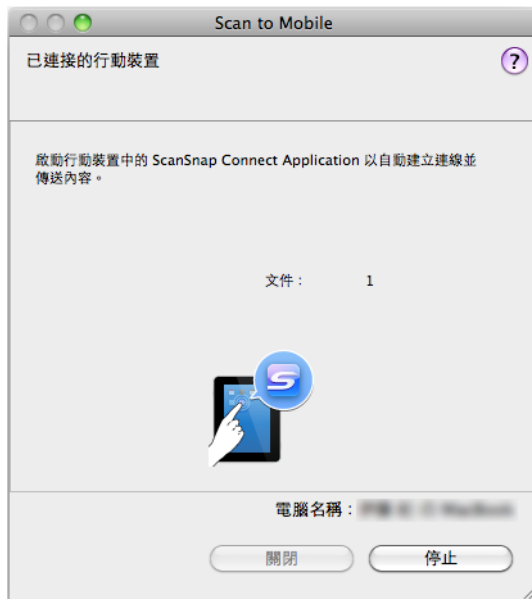 Scan to Mobile
已連接的行動裝置
?
啟動行動裝置中的 ScanSnap Connect Application 以自動建立連線並
傳送內容。
文件： 1
S
電腦名稱：
關閉 停止